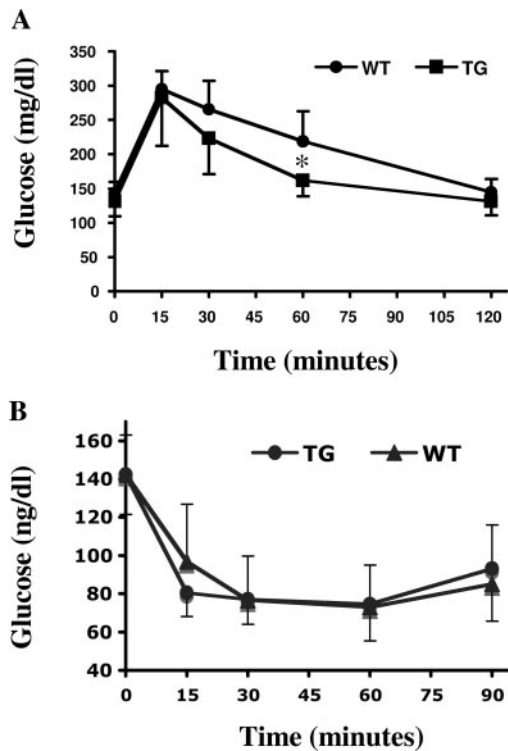 A
Glucose (mg/dl)
350
300
250
200
150
100
50
0
WT TG
*
0 15 30 45 60 75 90 105 120
Time (minutes)
B
Glucose (ng/dl)
160
140
120
100
80
60
40
TG WT
0 15 30 45 60 75 90
Time (minutes)